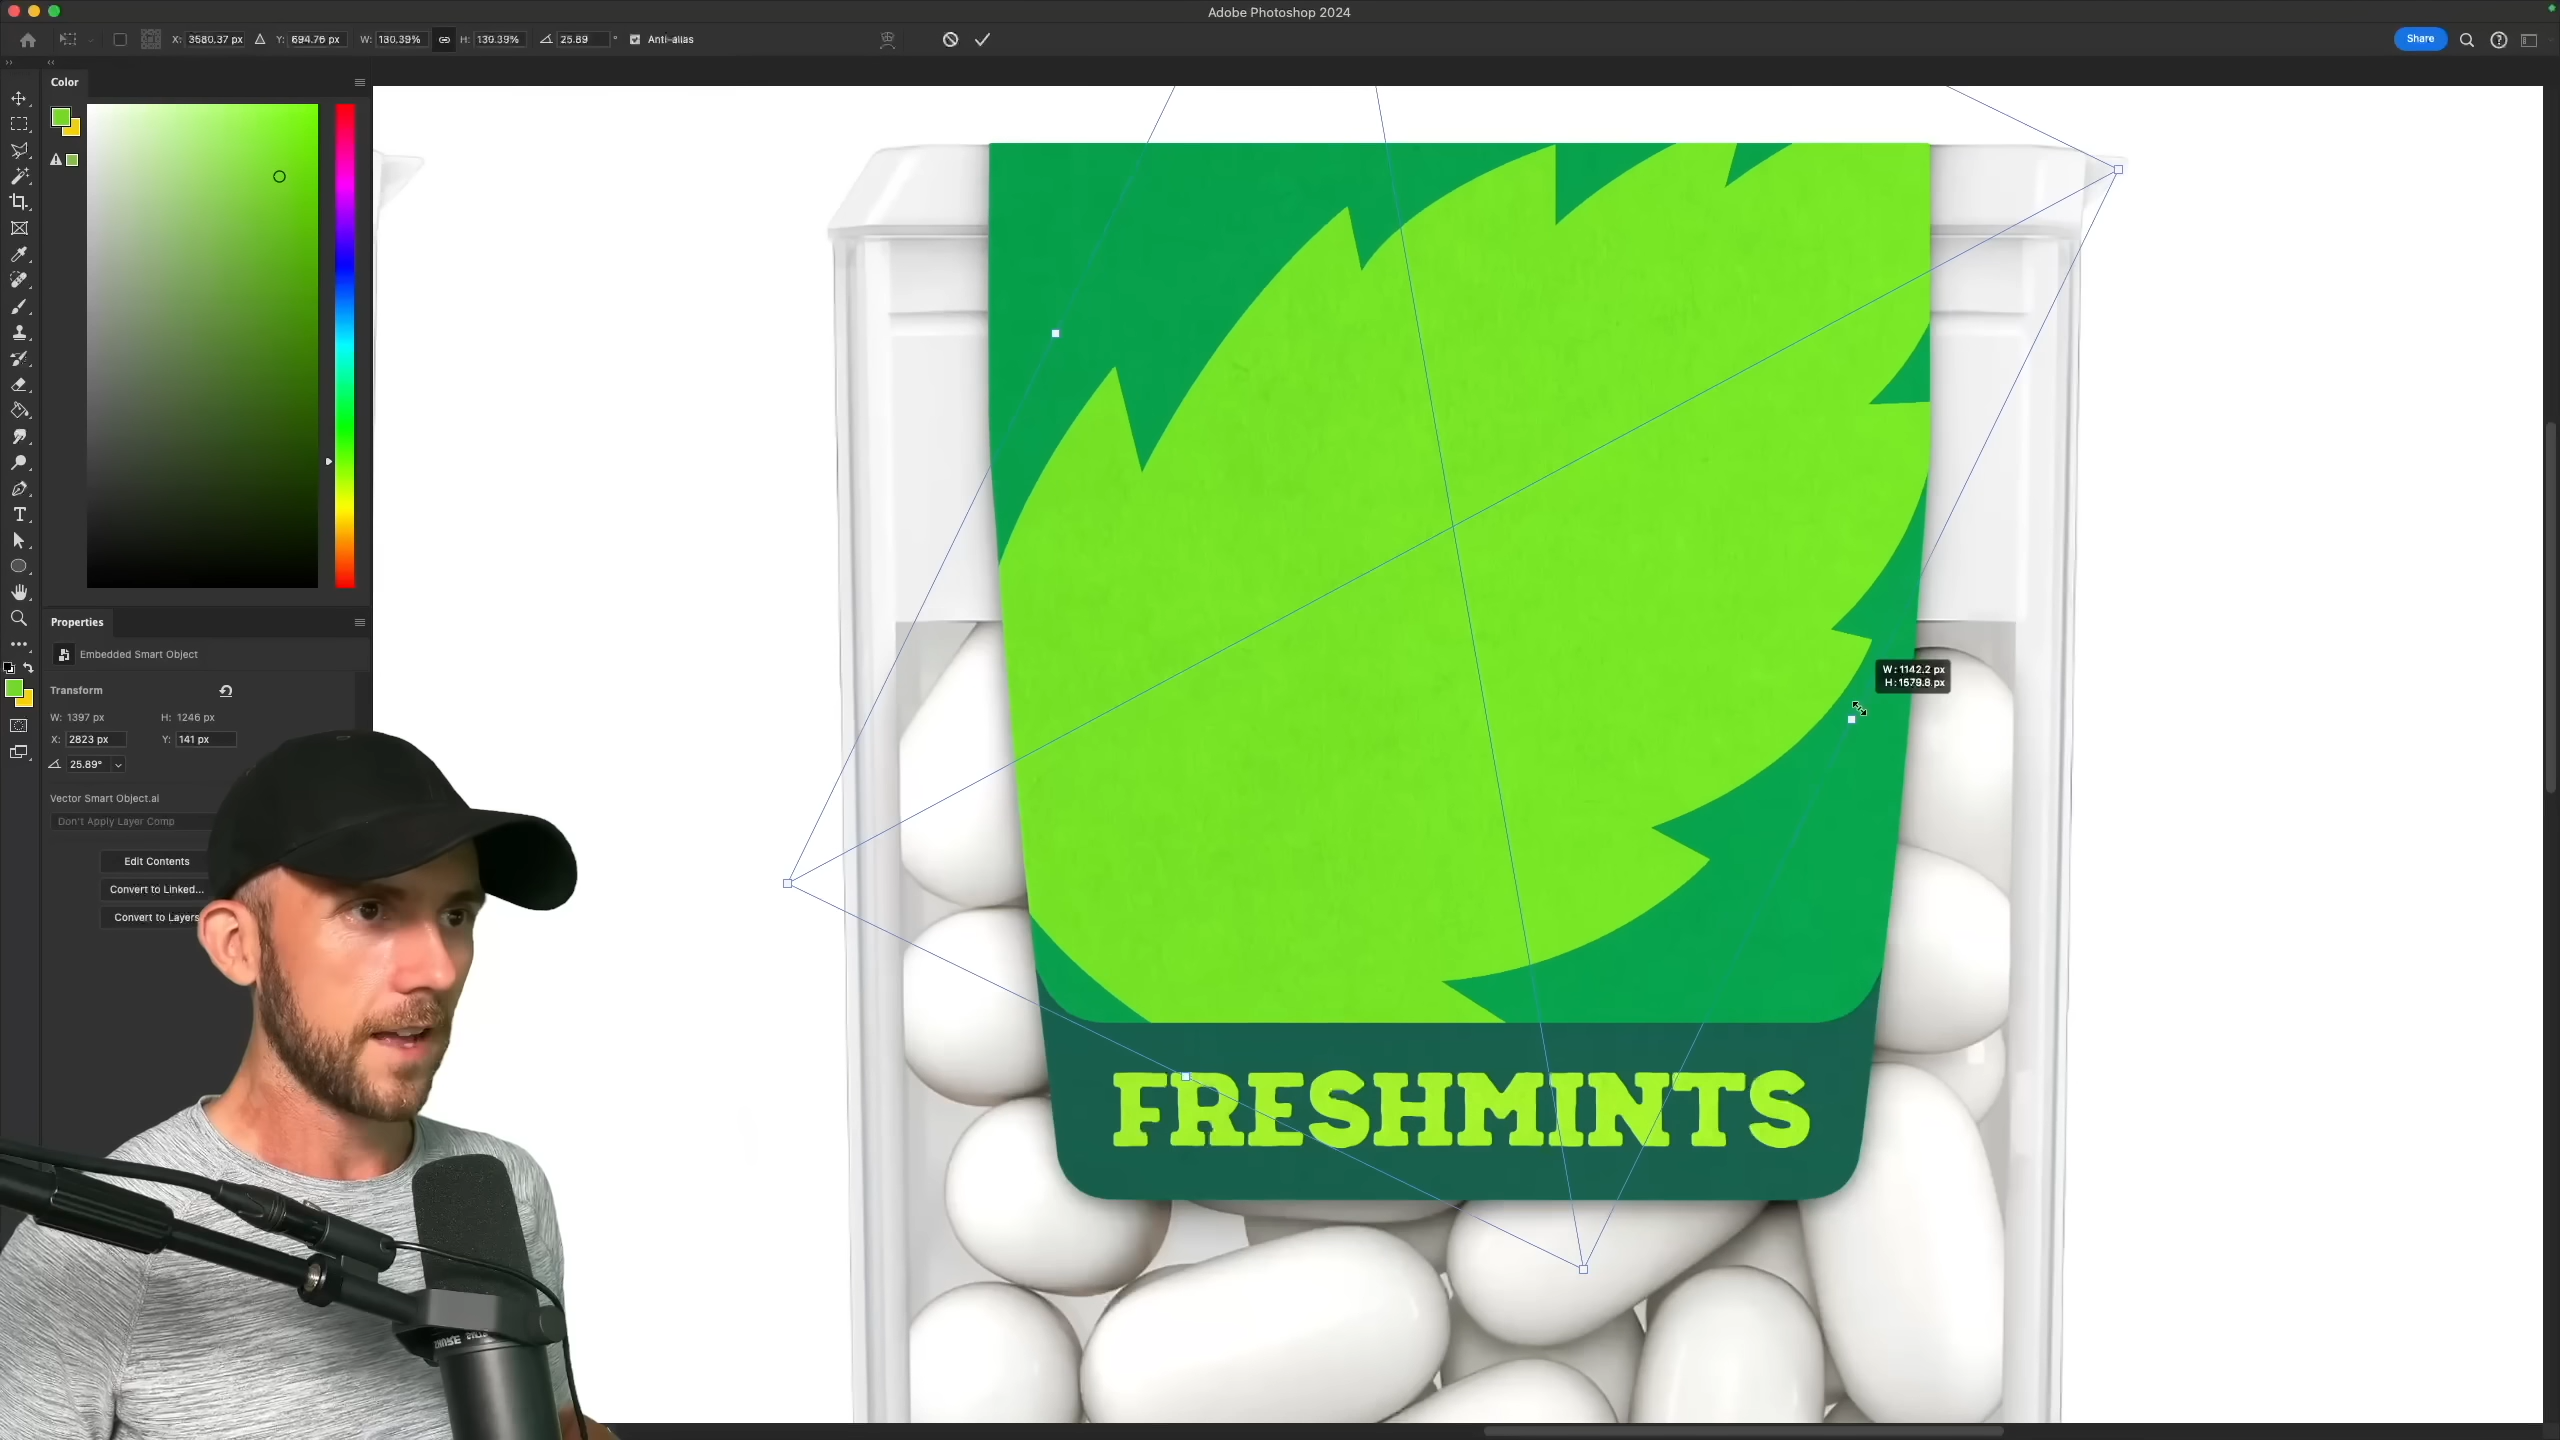 Adobe Photoshop 2024
X: 3580.37 px Y: 694.76 px W: 130.39% H: 130.39% 25.89 ° Anti-alias
Share
Color
Properties
Embedded Smart Object
Transform
W: 1397 px H: 1246 px
X: 2823 px Y: 141 px
25.89°
Vector Smart Object.ai
Don't Apply Layer Comp
Edit Contents
Convert to Linked...
Convert to Layers
W: 1142.2 px
H: 1579.8 px
FRESHMINTS